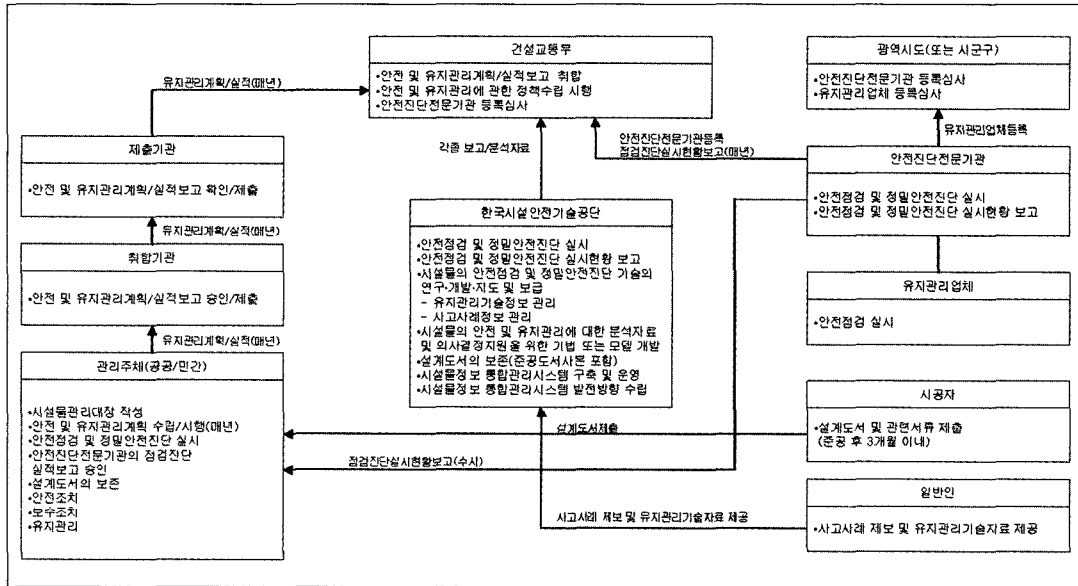 건설교통부
•안전 및 유지관리계획/실적보고 취합
•안전 및 유지관리에 관한 정책수립 시행
•안전진단전문기관 등록심사
광역시도(또는 시군구)
•안전진단전문기관 등록심사
•유지관리업체 등록심사
유지관리계획/실적(매년)
각종 보고/분석자료
안전진단전문기관등록
점검진단실시현황보고(매년)
유지관리업체등록
제출기관
•안전 및 유지관리계획/실적보고 확인/제출
안전진단전문기관
•안전점검 및 정밀안전진단 실시
•안전점검 및 정밀안전진단 실시현황 보고
유지관리계획/실적(매년)
취합기관
•안전 및 유지관리계획/실적보고 승인/제출
한국시설안전기술공단
•안전점검 및 정밀안전진단 실시
•안전점검 및 정밀안전진단 실시현황 보고
•시설물의 안전점검 및 정밀안전진단 기술의
연구·개발·지도 및 보급
- 유지관리기술정보 관리
- 사고사례정보 관리
•시설물의 안전 및 유지관리에 대한 분석자료
및 의사결정지원을 위한 기법 또는 모델 개발
•설계도서의 보존(준공도서사본 포함)
•시설물정보 통합관리시스템 구축 및 운영
•시설물정보 통합관리시스템 발전방향 수립
유지관리업체
•안전점검 실시
유지관리계획/실적(매년)
관리주체(공공/민간)
•시설물관리대장 작성
•안전 및 유지관리계획 수립/시행(매년)
•안전점검 및 정밀안전진단 실시
•안전진단전문기관의 점검진단
실적보고 승인
•설계도서의 보존
•안전조치
•보수조치
•유지관리
시공자
•설계도서 및 관련서류 제출
(준공 후 3개월 이내)
설계도서제출
점검진단실시현황보고(수시)
일반인
•사고사례 제보 및 유지관리기술자료 제공
사고사례 제보 및 유지관리기술자료 제공